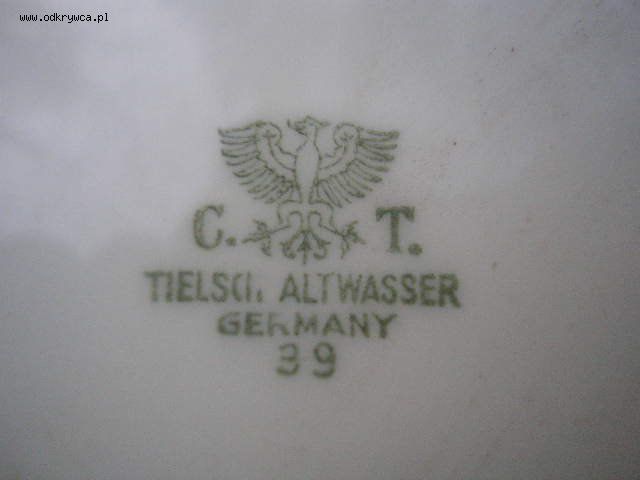 www.odkrywca.pl
C. T.
TIELSCH ALTWASSER
GERMANY
39